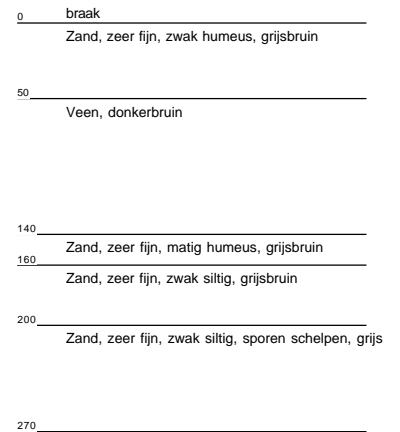 0 braak
Zand, zeer fijn, zwak humeus, grijsbruin
50
Veen, donkerbruin
140
Zand, zeer fijn, matig humeus, grijsbruin
160
Zand, zeer fijn, zwak siltig, grijsbruin
200
Zand, zeer fijn, zwak siltig, sporen schelpen, grijs
270